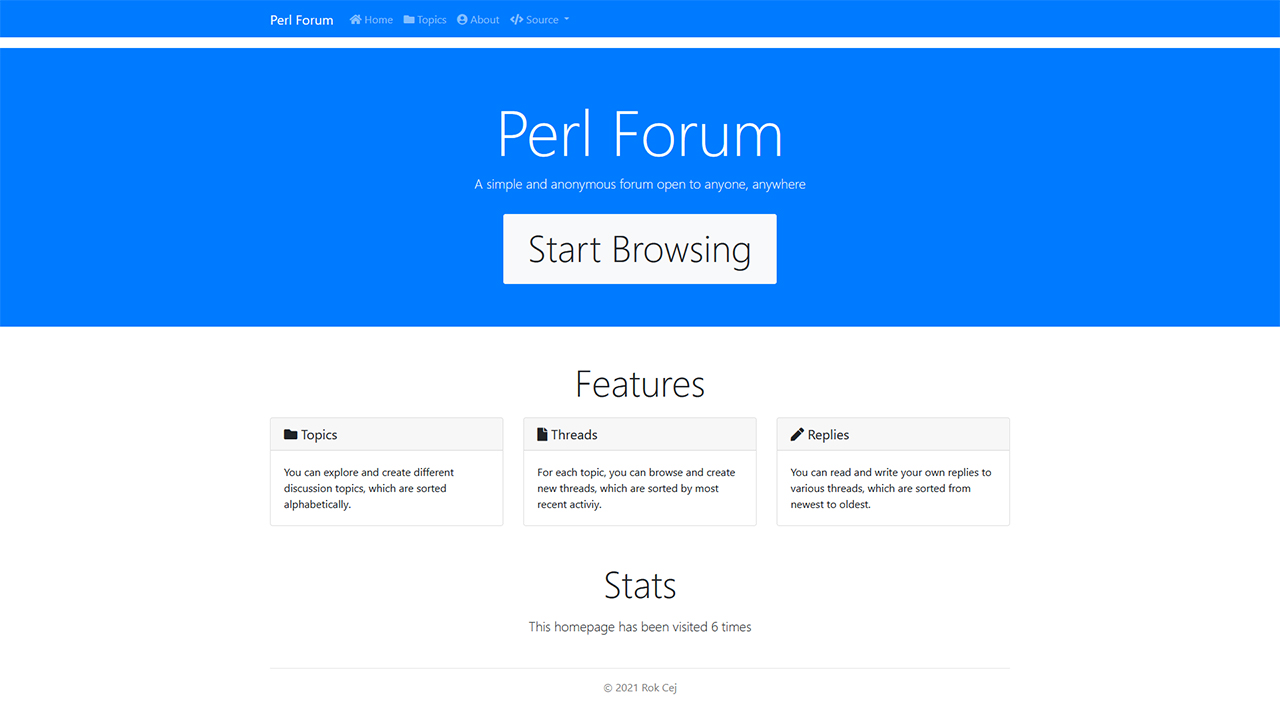 Perl Forum Home Topics About Source
Perl Forum
A simple and anonymous forum open to anyone, anywhere
Start Browsing
Features
Topics
You can explore and create different
discussion topics, which are sorted
alphabetically.
Threads
For each topic, you can browse and create
new threads, which are sorted by most
recent activiy.
Replies
You can read and write your own replies to
various threads, which are sorted from
newest to oldest.
Stats
This homepage has been visited 6 times
© 2021 Rok Cej